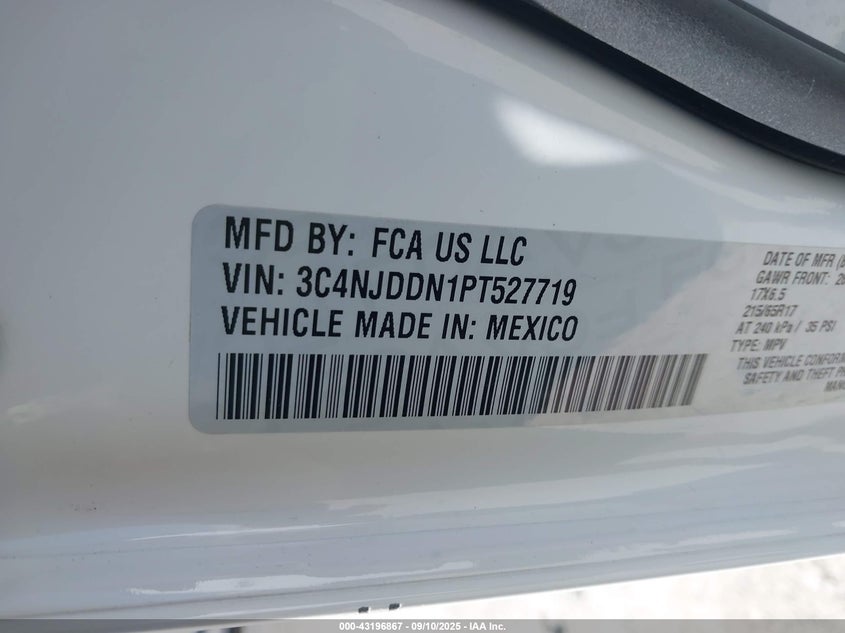 MFD BY: FCA US LLC
VIN: 3C4NJDDN1PT527719
VEHICLE MADE IN: MEXICO
DATE OF MFR
GAWR FRONT:
17X6.5
215/65R17
AT 240 kPa / 35 PSI
TYPE: MPV
THIS VEHICLE
SAFETY AND THEFT
000-43196867 - 09/10/2025 - IAA Inc.